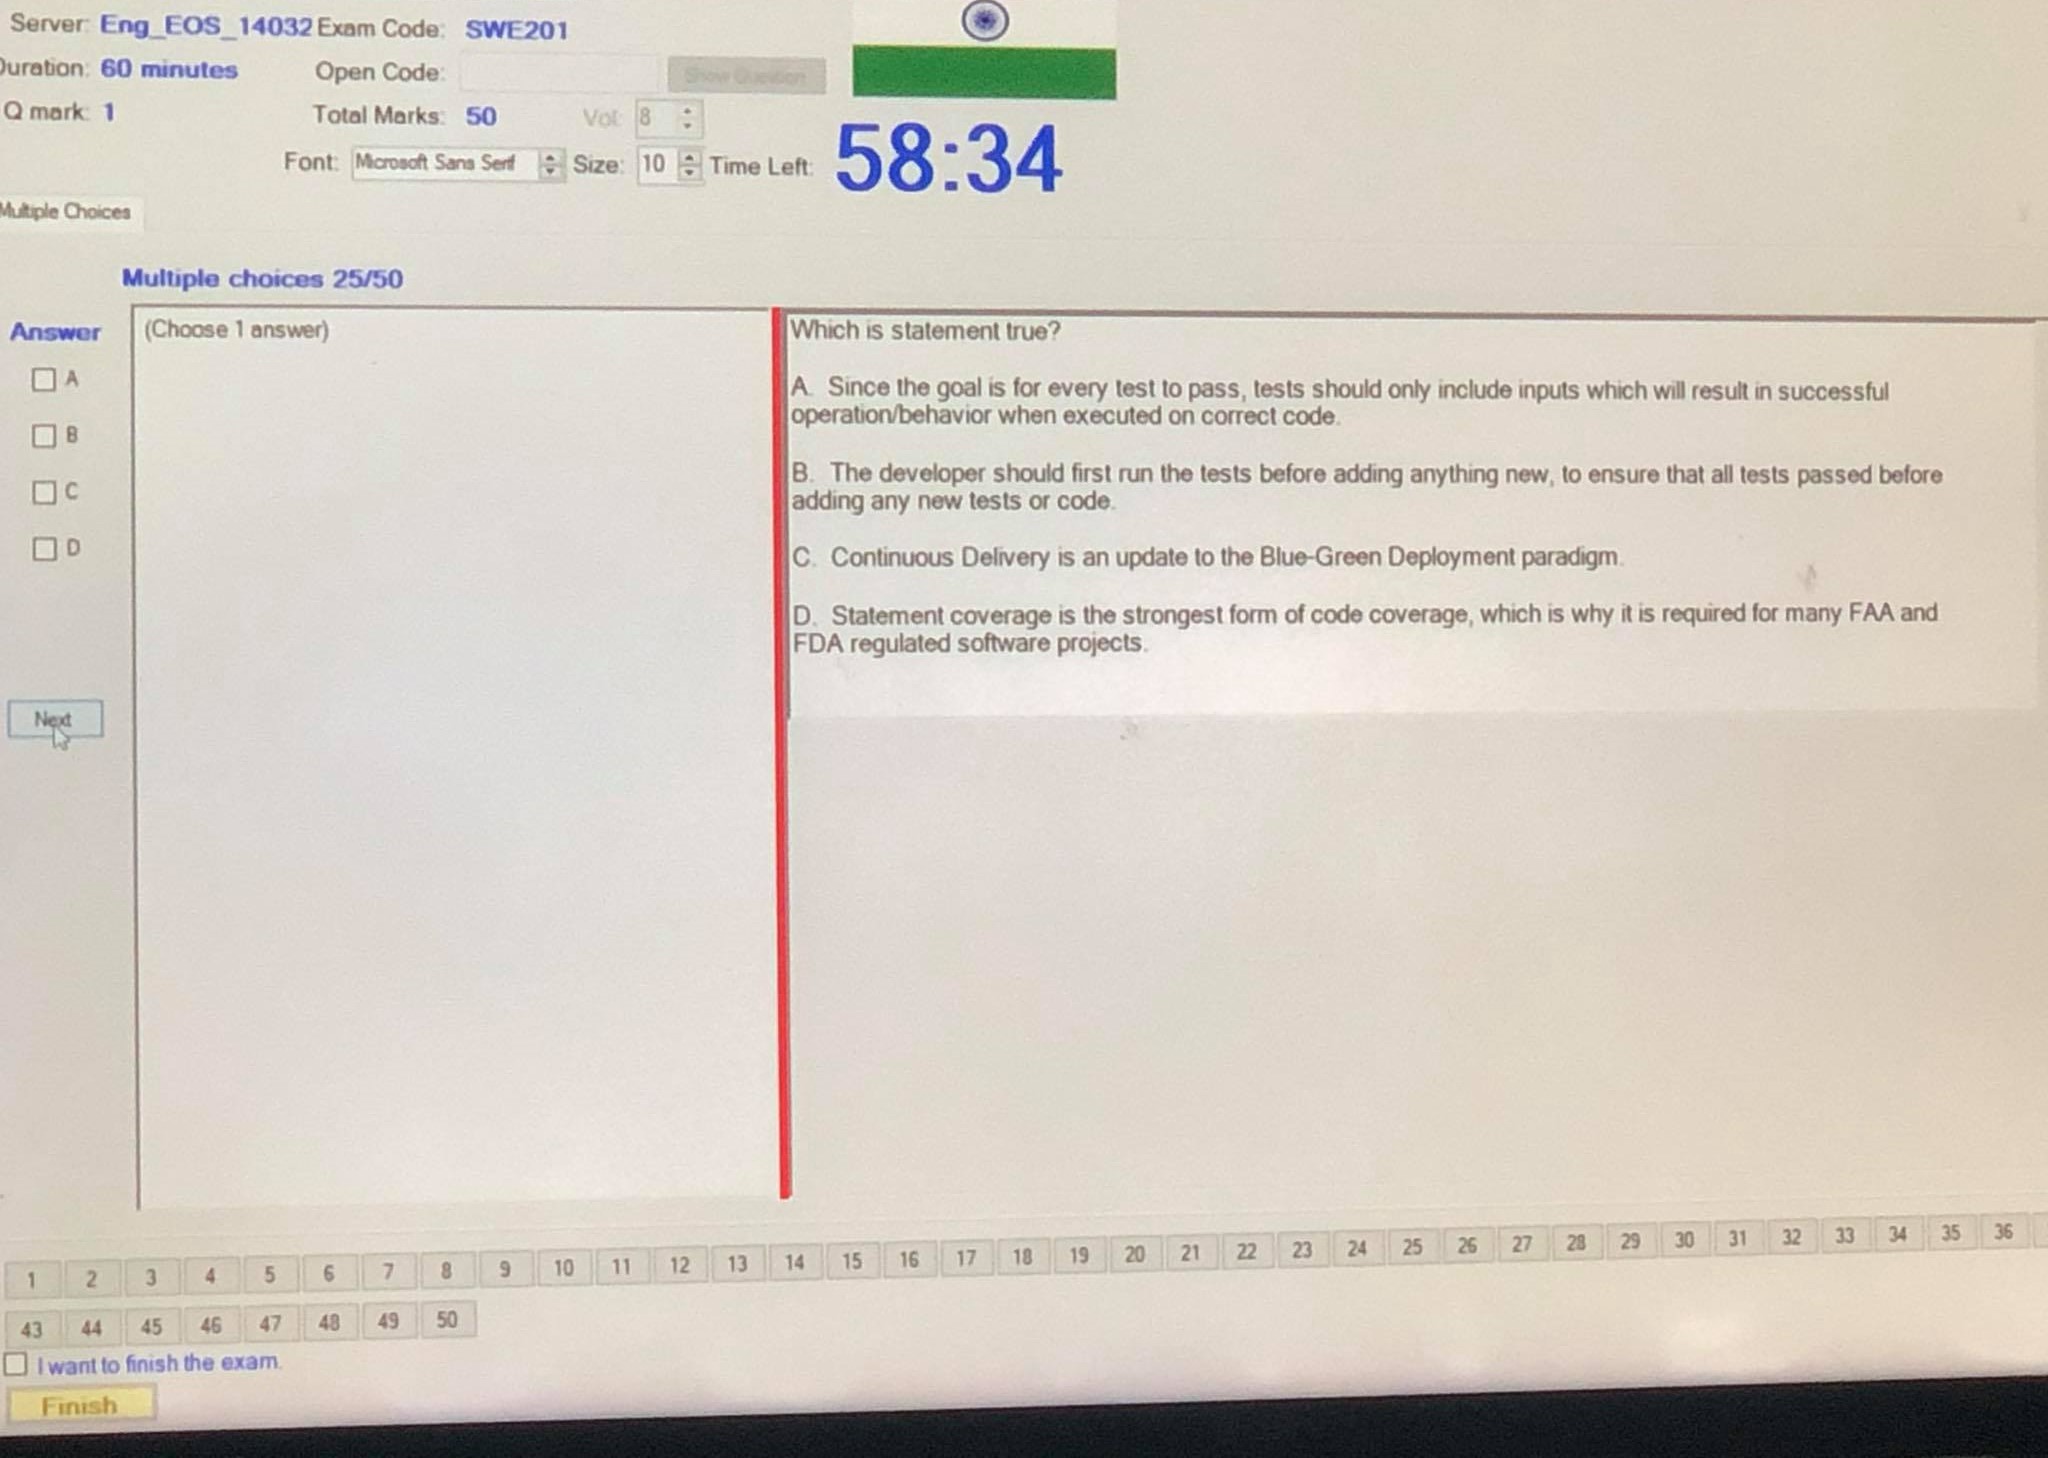 Server: Eng_EOS_14032 Exam Code: SWE201
Duration: 60 minutes Open Code: Show Question
Q mark: 1 Total Marks: 50 Vol: 8
Font: Microsoft Sans Serif Size: 10 Time Left: 58:34
Multiple Choices
Multiple choices 25/50
Answer
(Choose 1 answer)
A
B
C
D
Next
Which is statement true?
A. Since the goal is for every test to pass, tests should only include inputs which will result in successful
operation/behavior when executed on correct code.
B. The developer should first run the tests before adding anything new, to ensure that all tests passed before
adding any new tests or code.
C. Continuous Delivery is an update to the Blue-Green Deployment paradigm.
D. Statement coverage is the strongest form of code coverage, which is why it is required for many FAA and
FDA regulated software projects.
1 2 3 4 5 6 7 8 9 10 11 12 13 14 15 16 17 18 19 20 21 22 23 24 25 26 27 28 29 30 31 32 33 34 35 36
43 44 45 46 47 48 49 50
I want to finish the exam.
Finish